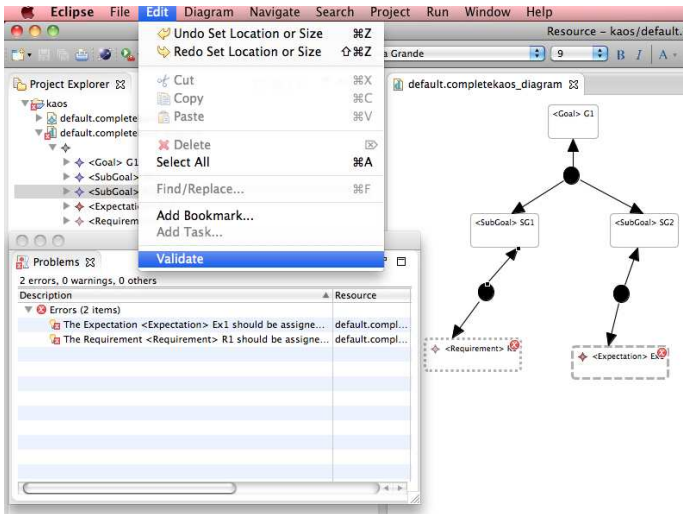 Eclipse File Edit Diagram Navigate Search Project Run Window Help
Resource - kaos/default.
Undo Set Location or Size ⌘Z
Redo Set Location or Size ⇧⌘Z
Grande 9 B I A
Cut ⌘X
Copy ⌘C
Paste ⌘V
Delete ⌦
Select All ⌘A
Find/Replace... ⌘F
Add Bookmark...
Add Task...
Validate
Project Explorer
kaos
default.complete
default.complete
<Goal> G1
<SubGoal>
<SubGoal>
<Expectati
<Requirem
default.completekaos_diagram
<Goal> G1
<SubGoal> SG1
<SubGoal> SG2
<Requirement>
<Expectation>
Problems
2 errors, 0 warnings, 0 others
Description Resource
Errors (2 items)
The Expectation <Expectation> Ex1 should be assigne... default.compl...
The Requirement <Requirement> R1 should be assigne... default.compl...